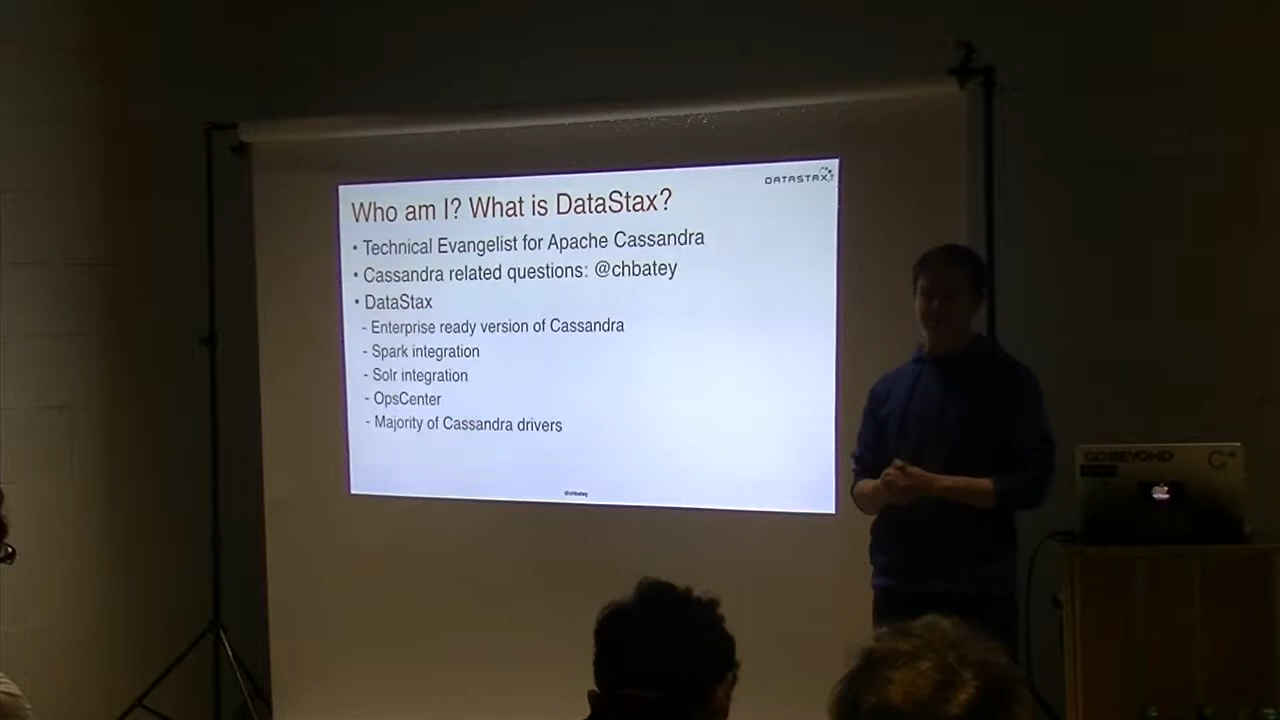 DATASTAX
Who am I? What is DataStax?
• Technical Evangelist for Apache Cassandra
• Cassandra related questions: @chbatey
• DataStax
- Enterprise ready version of Cassandra
- Spark integration
- Solr integration
- OpsCenter
- Majority of Cassandra drivers
@chbatey
GOBEYOND